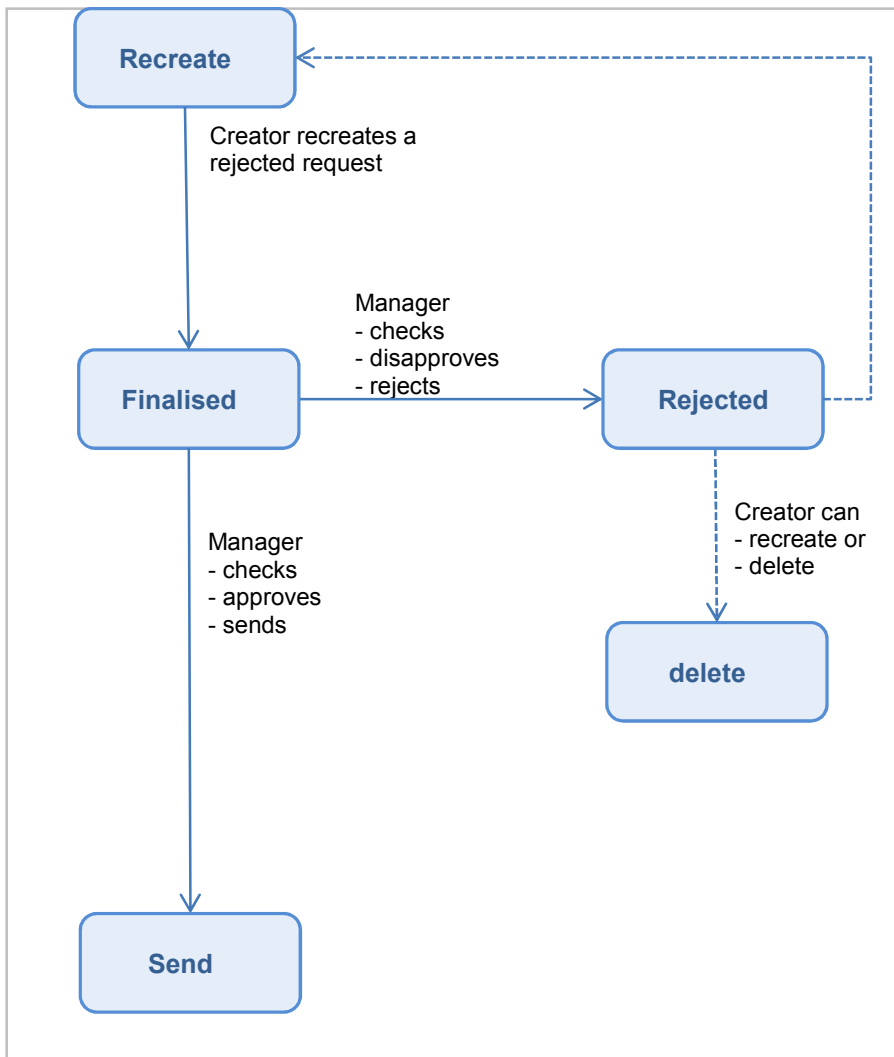 Recreate
Creator recreates a
rejected request
Manager
- checks
- disapproves
- rejects
Finalised
Rejected
Manager
- checks
- approves
- sends
Creator can
- recreate or
- delete
delete
Send